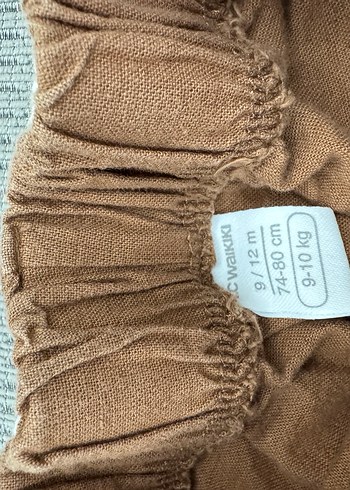 C WAIKIKI
9 / 12 m
74-80 cm
9-10 kg